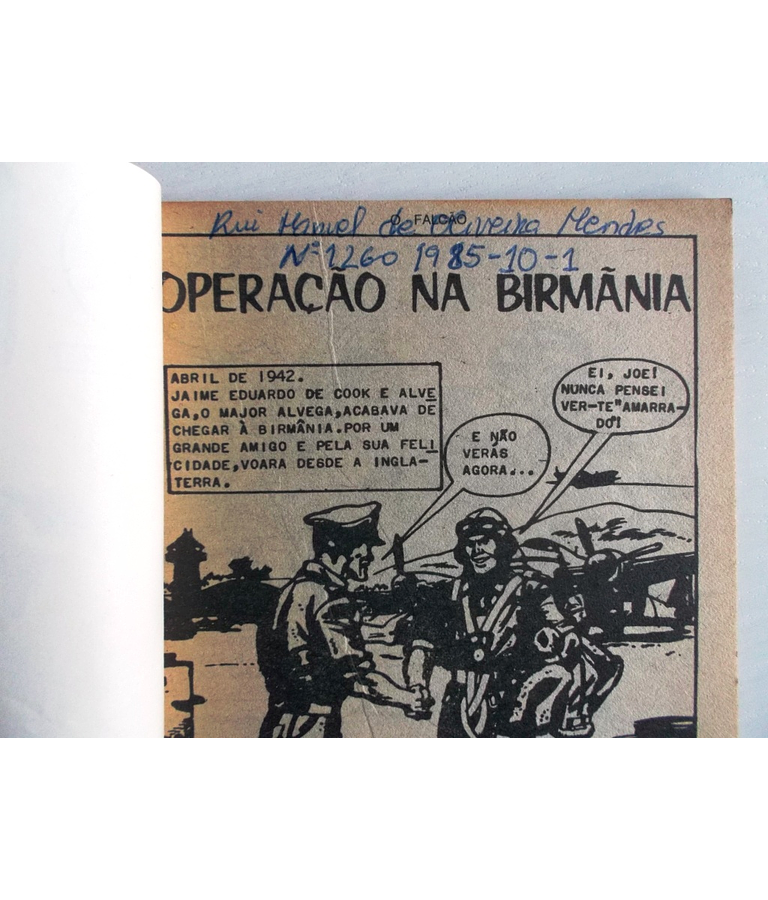 O FALCÃO
Rui Manuel de Oliveira Mendes
Nº 1260 1985-10-1
OPERAÇÃO NA BIRMÃNIA
ABRIL DE 1942.
JAIME EDUARDO DE COOK E ALVE
GA,O MAJOR ALVEGA,ACABAVA DE
CHEGAR À BIRMÂNIA.POR UM
GRANDE AMIGO E PELA SUA FELI
CIDADE,VOARA DESDE A INGLA-
TERRA.
E NÃO
VERÁS
AGORA...
EI, JOE!
NUNCA PENSEI
VER-TE"AMARRA-
DO"!